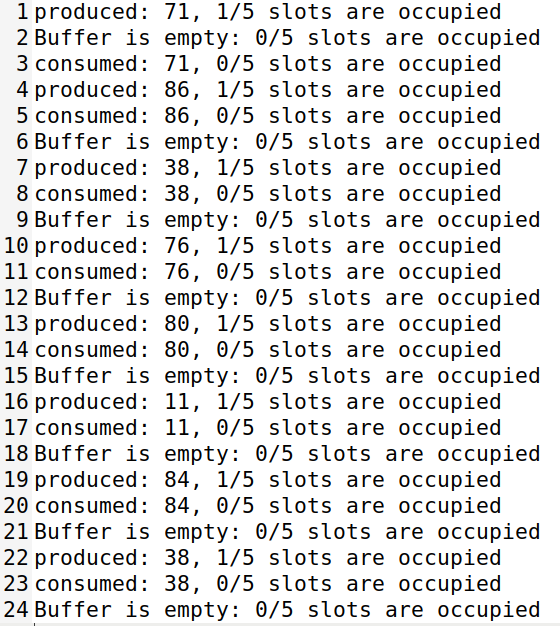 1 produced: 71, 1/5 slots are occupied
2 Buffer is empty: 0/5 slots are occupied
3 consumed: 71, 0/5 slots are occupied
4 produced: 86, 1/5 slots are occupied
5 consumed: 86, 0/5 slots are occupied
6 Buffer is empty: 0/5 slots are occupied
7 produced: 38, 1/5 slots are occupied
8 consumed: 38, 0/5 slots are occupied
9 Buffer is empty: 0/5 slots are occupied
10 produced: 76, 1/5 slots are occupied
11 consumed: 76, 0/5 slots are occupied
12 Buffer is empty: 0/5 slots are occupied
13 produced: 80, 1/5 slots are occupied
14 consumed: 80, 0/5 slots are occupied
15 Buffer is empty: 0/5 slots are occupied
16 produced: 11, 1/5 slots are occupied
17 consumed: 11, 0/5 slots are occupied
18 Buffer is empty: 0/5 slots are occupied
19 produced: 84, 1/5 slots are occupied
20 consumed: 84, 0/5 slots are occupied
21 Buffer is empty: 0/5 slots are occupied
22 produced: 38, 1/5 slots are occupied
23 consumed: 38, 0/5 slots are occupied
24 Buffer is empty: 0/5 slots are occupied